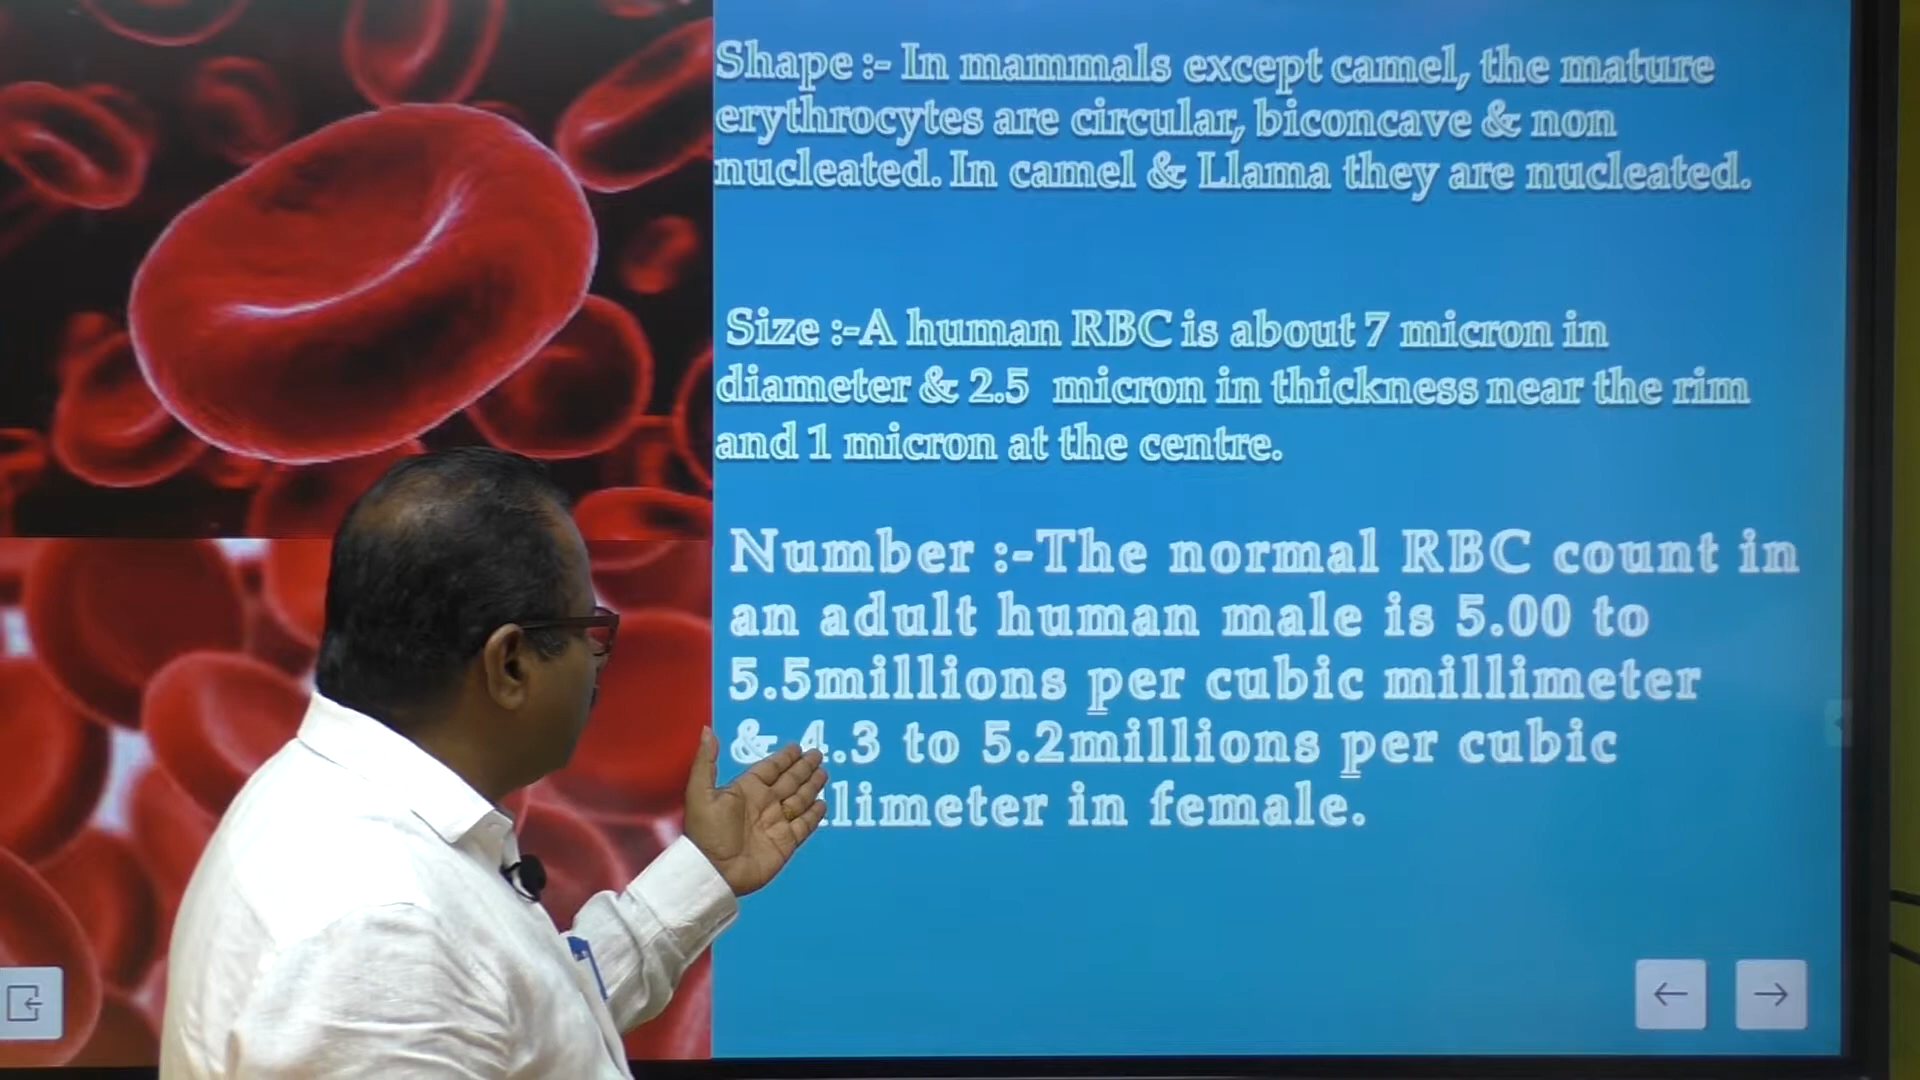 Shape :- In mammals except camel, the mature
erythrocytes are circular, biconcave & non
nucleated. In camel & Llama they are nucleated.
Size :-A human RBC is about 7 micron in
diameter & 2.5 micron in thickness near the rim
and 1 micron at the centre.
Number :-The normal RBC count in
an adult human male is 5.00 to
5.5millions per cubic millimeter
& 4.3 to 5.2millions per cubic
limeter in female.